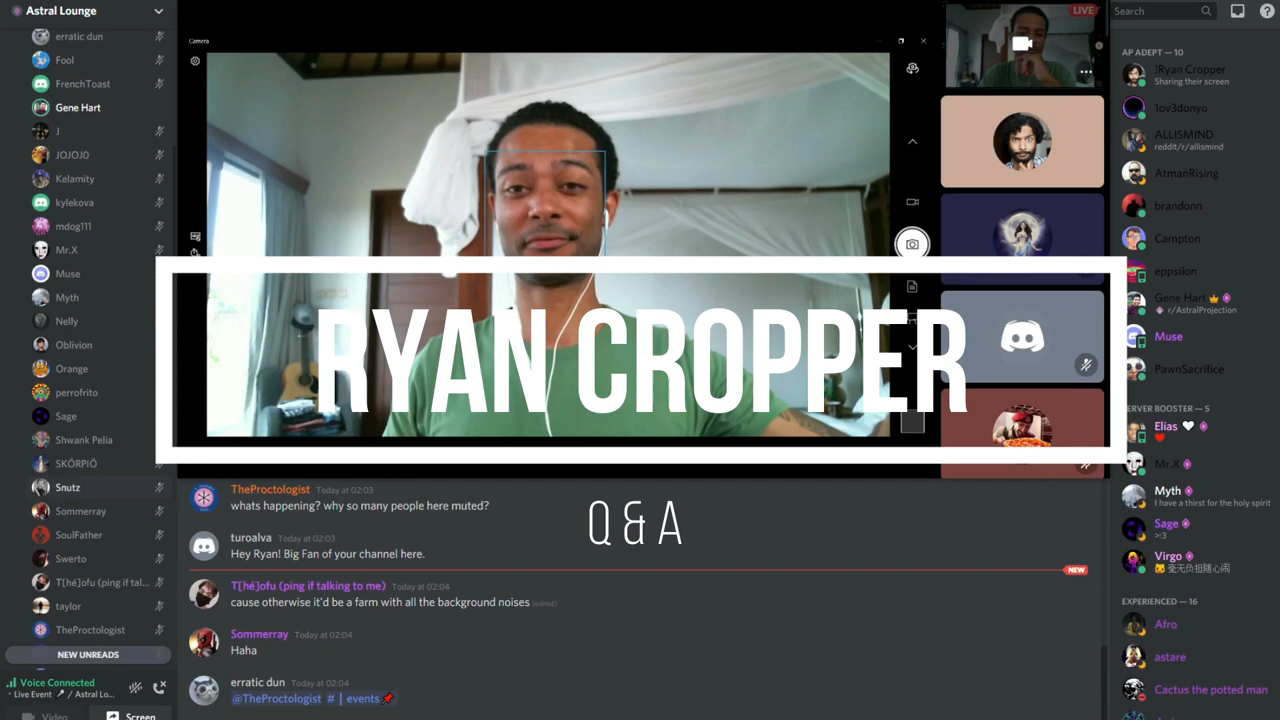 Astral Lounge
erratic dun
Fool
FrenchToast
Gene Hart
J
JOJOJ0
Kelamity
kylekova
mdog111
Mr.X
Muse
Myth
Nelly
Oblivion
Orange
perrofrito
Sage
Shwank Pelia
SKÖRPIÖ
Snutz
Sommerray
SoulFather
Swerto
T[hé]ofu (ping if tal...
taylor
TheProctologist
NEW UNREADS
Voice Connected
Live Event / Astral Lo...
Video
Screen
Camera
RYAN CROPPER
Q & A
TheProctologist Today at 02:03
whats happening? why so many people here muted?
turoalva Today at 02:03
Hey Ryan! Big Fan of your channel here.
NEW
T[hé]ofu (ping if talking to me) Today at 02:04
cause otherwise it'd be a farm with all the background noises (edited)
Sommerray Today at 02:04
Haha
erratic dun Today at 02:04
@TheProctologist # | events
LIVE
Search
AP ADEPT — 10
!Ryan Cropper
Sharing their screen
1ov3donyo
ALLISMIND
reddit/r/allismind
AtmanRising
brandonn
Campton
eppsilon
Gene Hart
r/AstralProjection
Muse
PawnSacrifice
SERVER BOOSTER — 5
Elias
Mr.X
Myth
I have a thirst for the holy spirit
Sage
>:3
Virgo
EXPERIENCED — 16
Afro
astare
Cactus the potted man